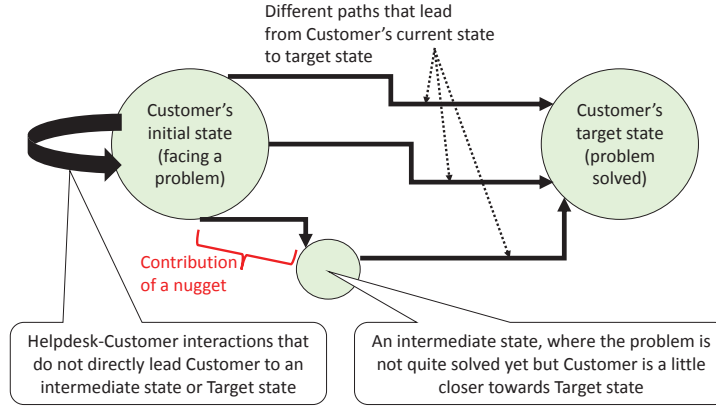 Different paths that lead
from Customer's current state
to target state
Customer's
initial state
(facing a
problem)
Customer's
target state
(problem
solved)
Contribution
of a nugget
Helpdesk-Customer interactions that
do not directly lead Customer to an
intermediate state or Target state
An intermediate state, where the problem is
not quite solved yet but Customer is a little
closer towards Target state